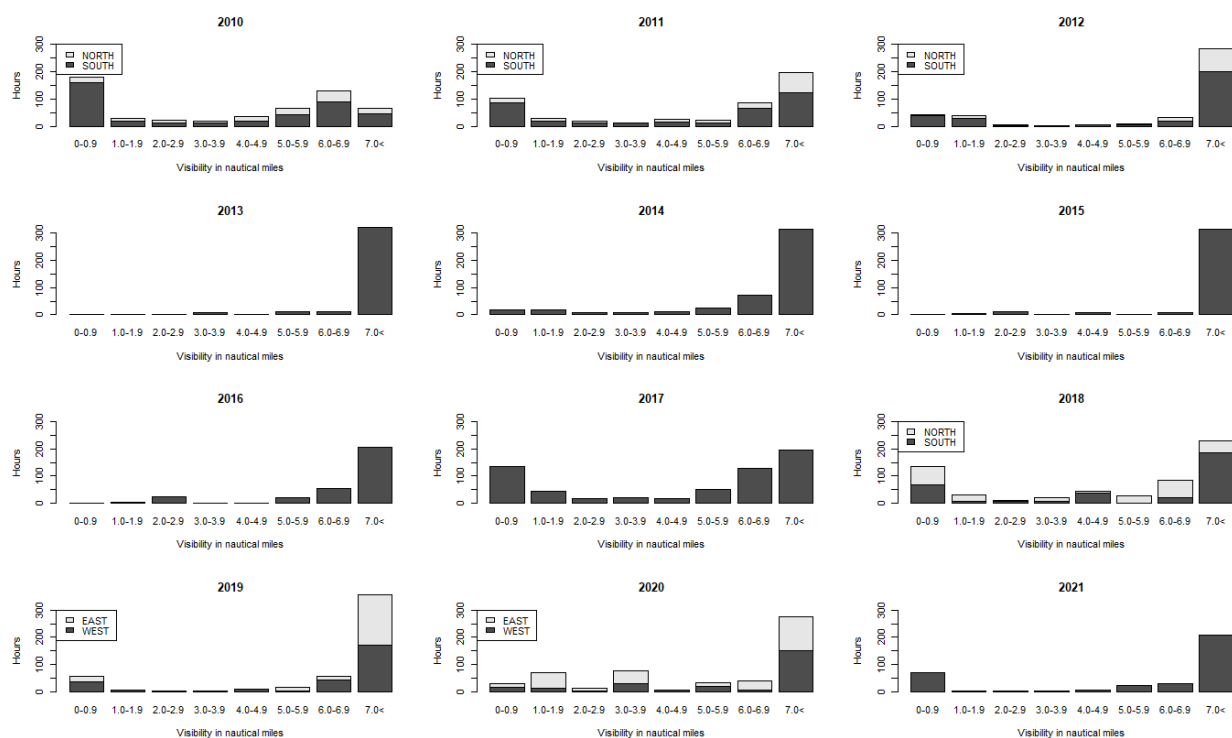 2010
Hours
300
200
100
0
NORTH
SOUTH
0-0.9 1.0-1.9 2.0-2.9 3.0-3.9 4.0-4.9 5.0-5.9 6.0-6.9 7.0<
Visibility in nautical miles
2011
Hours
300
200
100
0
NORTH
SOUTH
0-0.9 1.0-1.9 2.0-2.9 3.0-3.9 4.0-4.9 5.0-5.9 6.0-6.9 7.0<
Visibility in nautical miles
2012
Hours
300
200
100
0
NORTH
SOUTH
0-0.9 1.0-1.9 2.0-2.9 3.0-3.9 4.0-4.9 5.0-5.9 6.0-6.9 7.0<
Visibility in nautical miles
2013
Hours
300
200
100
0
0-0.9 1.0-1.9 2.0-2.9 3.0-3.9 4.0-4.9 5.0-5.9 6.0-6.9 7.0<
Visibility in nautical miles
2014
Hours
300
200
100
0
0-0.9 1.0-1.9 2.0-2.9 3.0-3.9 4.0-4.9 5.0-5.9 6.0-6.9 7.0<
Visibility in nautical miles
2015
Hours
300
200
100
0
0-0.9 1.0-1.9 2.0-2.9 3.0-3.9 4.0-4.9 5.0-5.9 6.0-6.9 7.0<
Visibility in nautical miles
2016
Hours
300
200
100
0
0-0.9 1.0-1.9 2.0-2.9 3.0-3.9 4.0-4.9 5.0-5.9 6.0-6.9 7.0<
Visibility in nautical miles
2017
Hours
300
200
100
0
0-0.9 1.0-1.9 2.0-2.9 3.0-3.9 4.0-4.9 5.0-5.9 6.0-6.9 7.0<
Visibility in nautical miles
2018
Hours
300
200
100
0
NORTH
SOUTH
0-0.9 1.0-1.9 2.0-2.9 3.0-3.9 4.0-4.9 5.0-5.9 6.0-6.9 7.0<
Visibility in nautical miles
2019
Hours
300
200
100
0
EAST
WEST
0-0.9 1.0-1.9 2.0-2.9 3.0-3.9 4.0-4.9 5.0-5.9 6.0-6.9 7.0<
Visibility in nautical miles
2020
Hours
300
200
100
0
EAST
WEST
0-0.9 1.0-1.9 2.0-2.9 3.0-3.9 4.0-4.9 5.0-5.9 6.0-6.9 7.0<
Visibility in nautical miles
2021
Hours
300
200
100
0
0-0.9 1.0-1.9 2.0-2.9 3.0-3.9 4.0-4.9 5.0-5.9 6.0-6.9 7.0<
Visibility in nautical miles